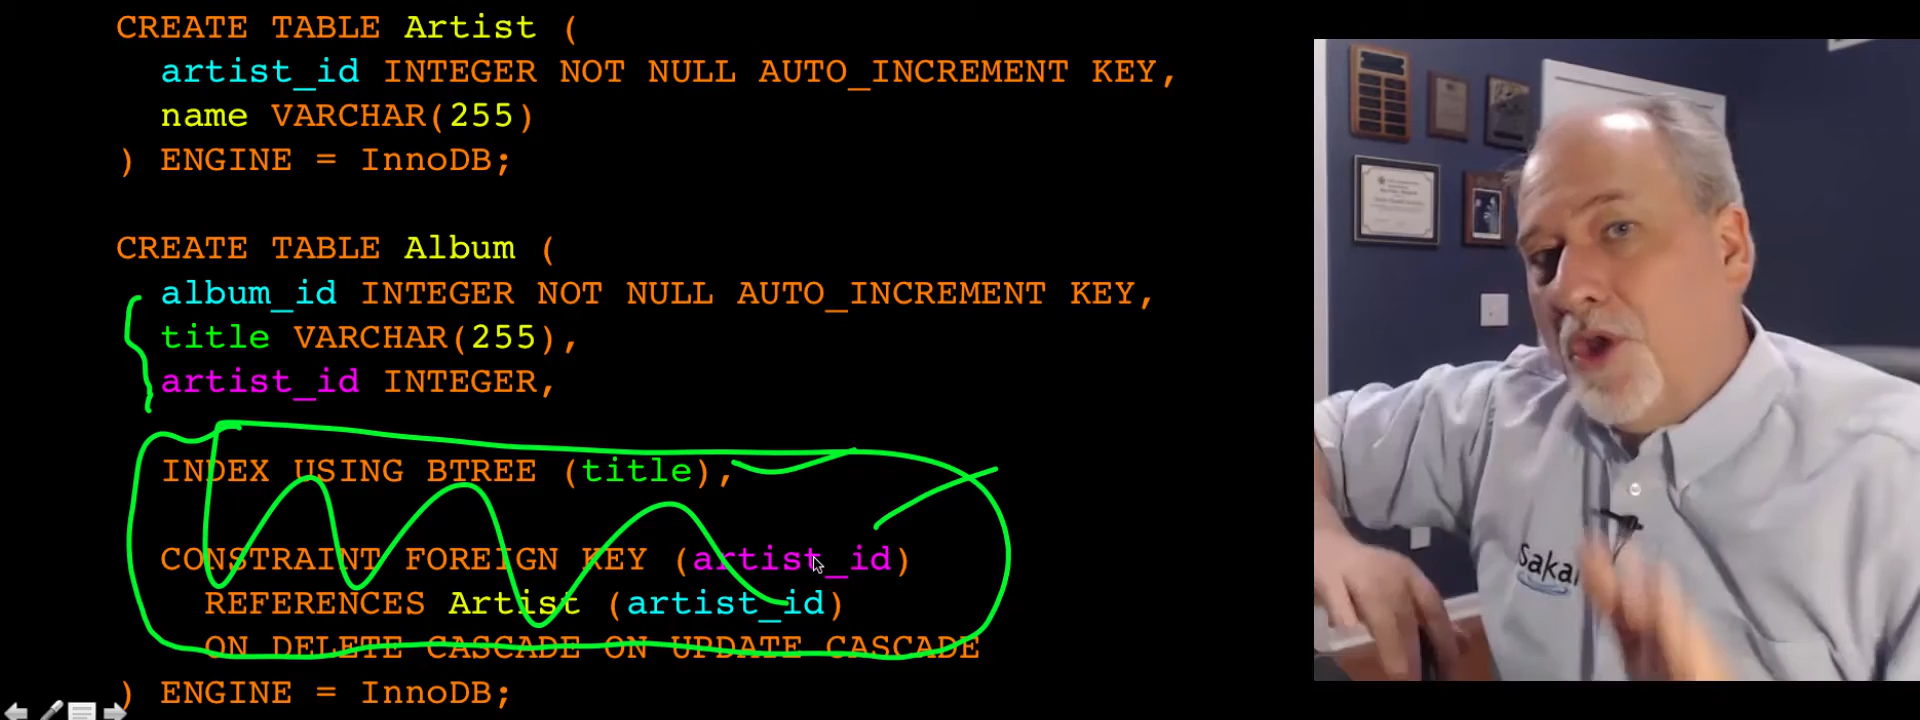 CREATE TABLE Artist (
artist_id INTEGER NOT NULL AUTO_INCREMENT KEY,
name VARCHAR(255)
) ENGINE = InnoDB;
CREATE TABLE Album (
album_id INTEGER NOT NULL AUTO_INCREMENT KEY,
title VARCHAR(255),
artist_id INTEGER,
INDEX USING BTREE (title),
CONSTRAINT FOREIGN KEY (artist_id)
REFERENCES Artist (artist_id)
ON DELETE CASCADE ON UPDATE CASCADE
) ENGINE = InnoDB;
Sakai